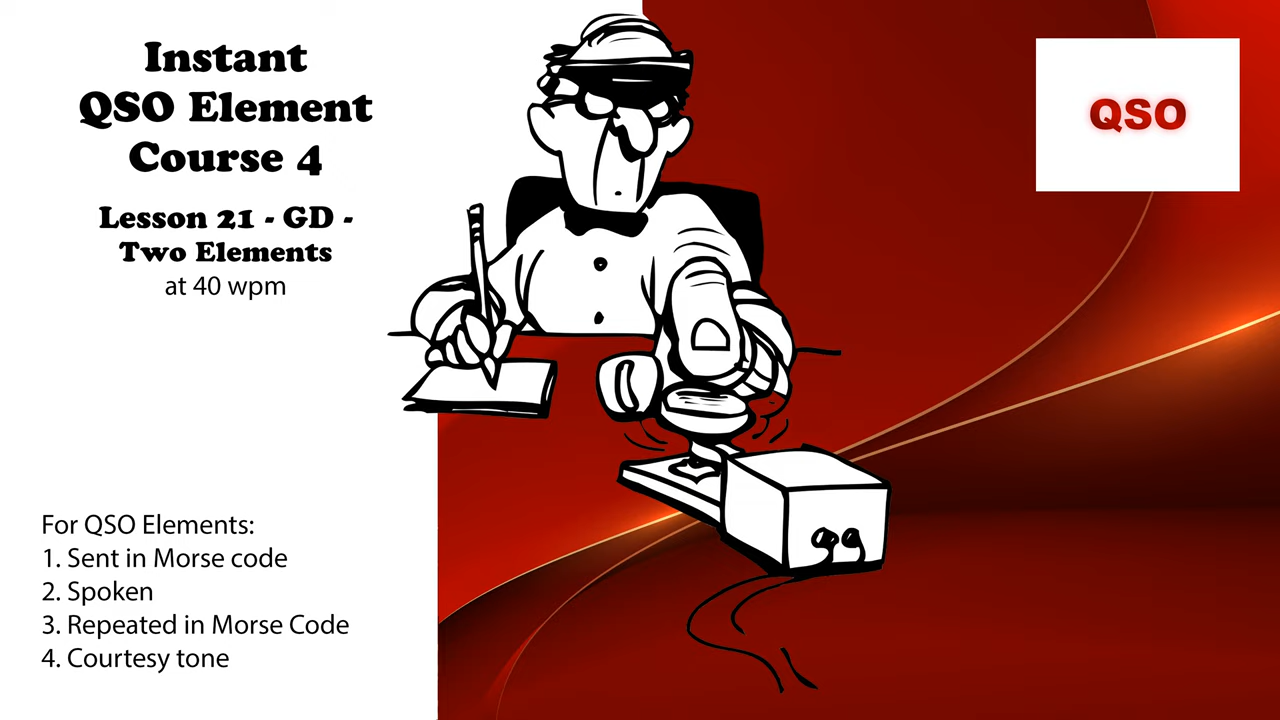 Instant
QSO Element
Course 4
Lesson 21 - GD -
Two Elements
at 40 wpm
QSO
For QSO Elements:
1. Sent in Morse code
2. Spoken
3. Repeated in Morse Code
4. Courtesy tone